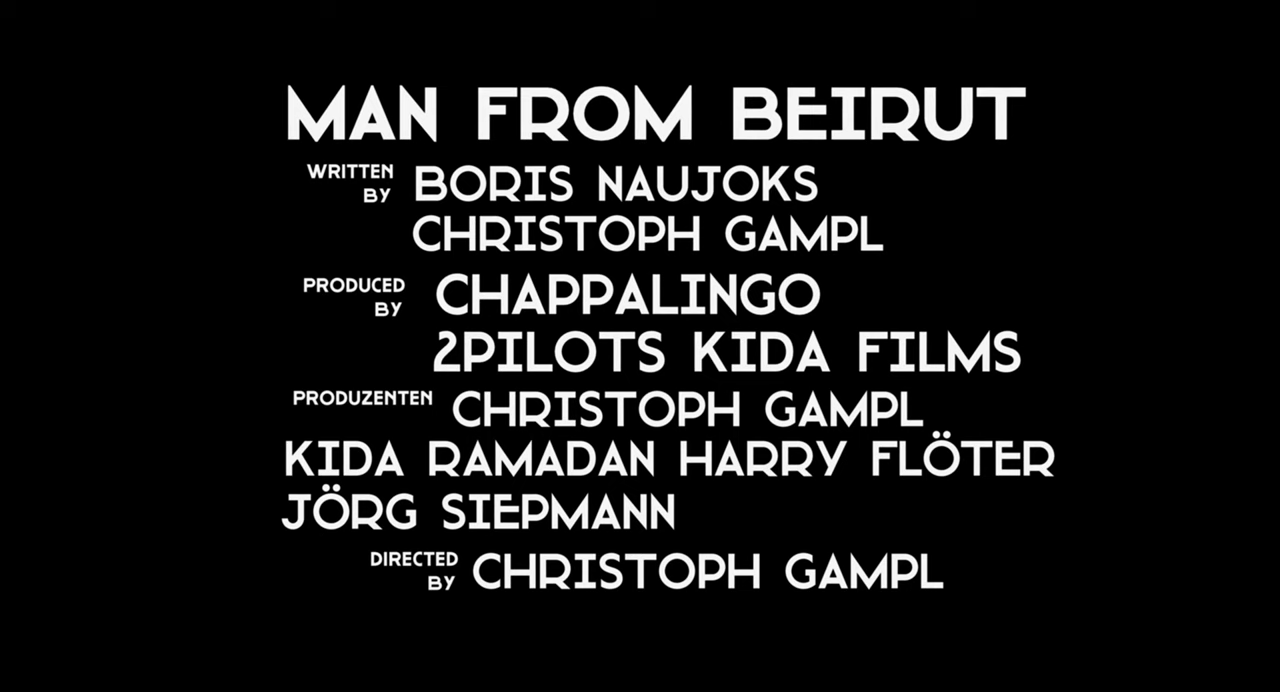 MAN FROM BEIRUT
WRITTEN BY BORIS NAUJOKS
CHRISTOPH GAMPL
PRODUCED BY CHAPPALINGO
2PILOTS KIDA FILMS
PRODUZENTEN CHRISTOPH GAMPL
KIDA RAMADAN HARRY FLÖTER
JÖRG SIEPMANN
DIRECTED BY CHRISTOPH GAMPL